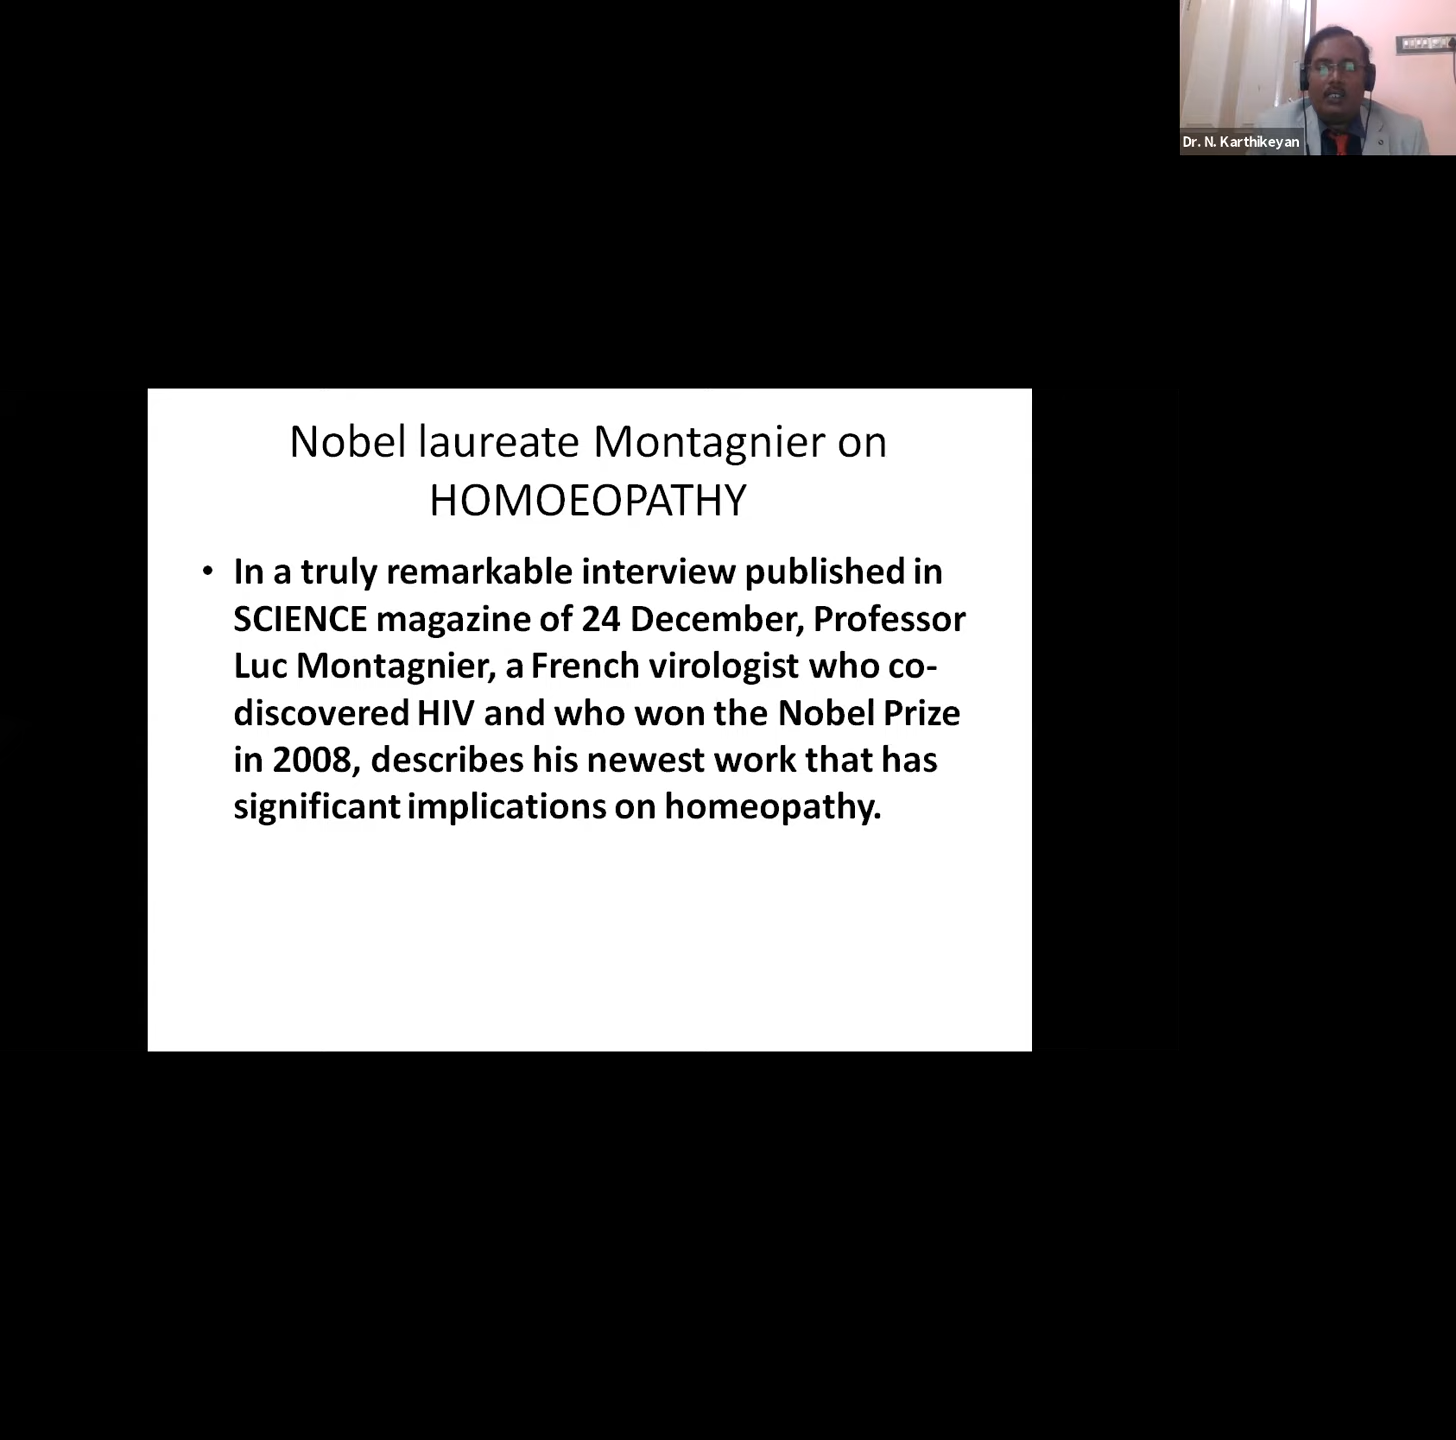 Dr. N. Karthikeyan
Nobel laureate Montagnier on
HOMOEOPATHY
• In a truly remarkable interview published in
SCIENCE magazine of 24 December, Professor
Luc Montagnier, a French virologist who co-
discovered HIV and who won the Nobel Prize
in 2008, describes his newest work that has
significant implications on homeopathy.